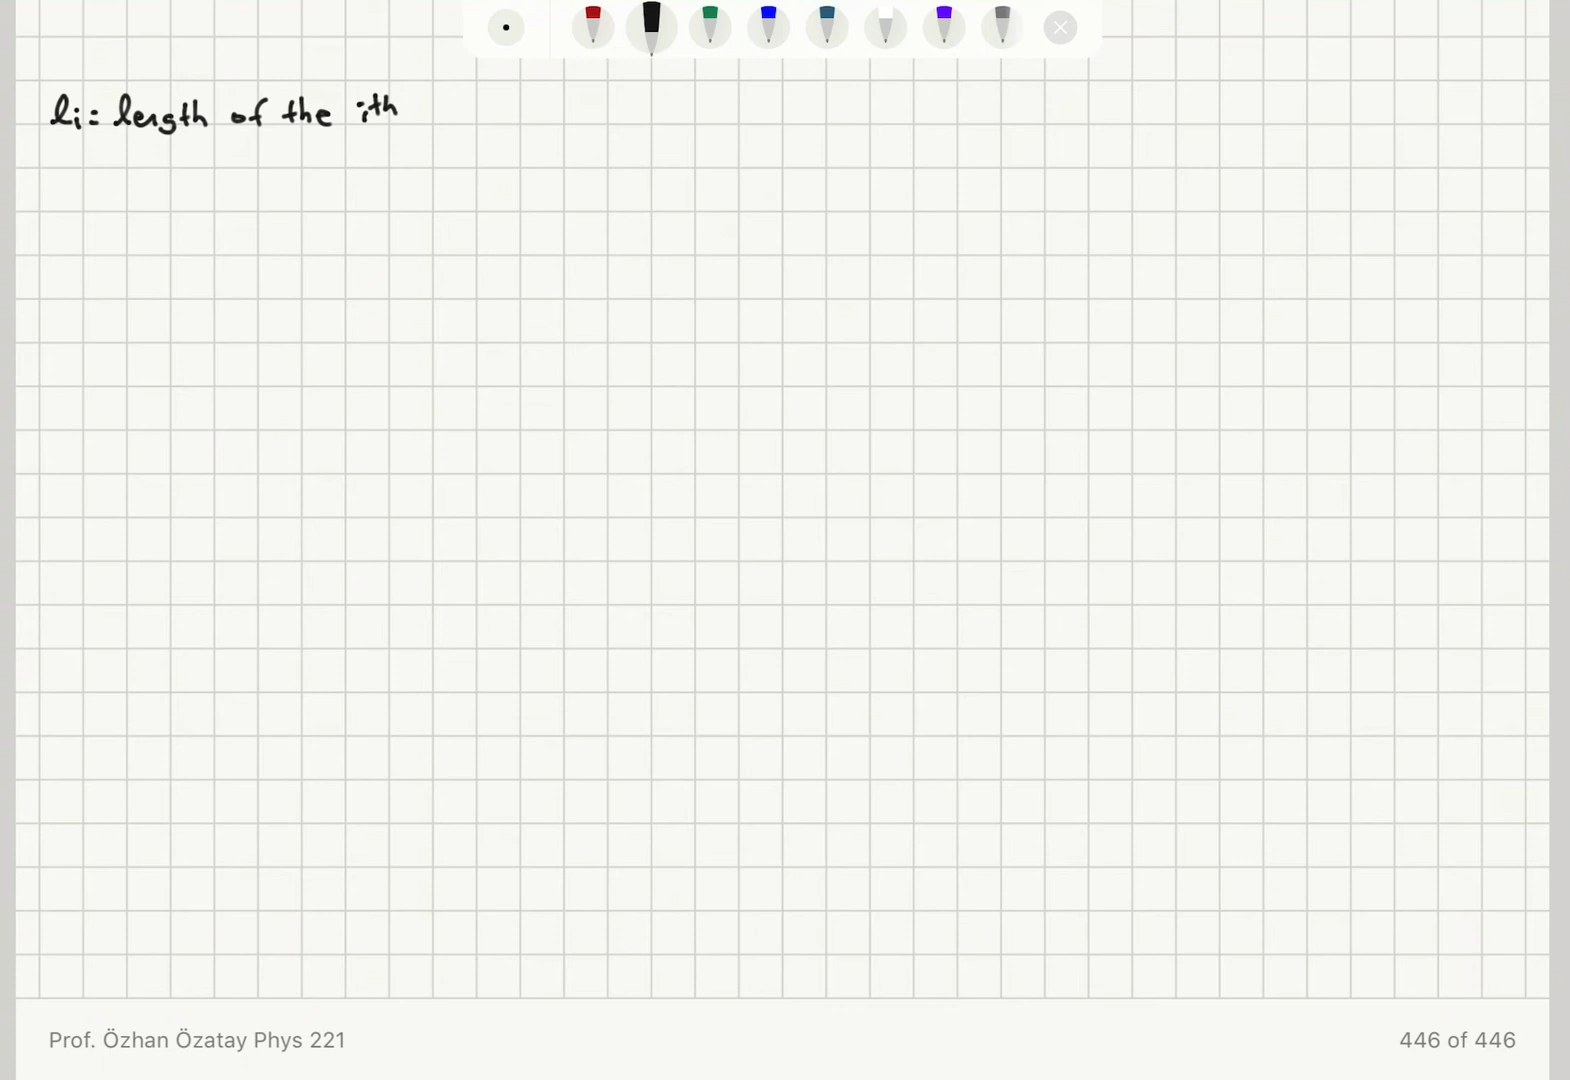 li = length of the ith
Prof. Özhan Özatay Phys 221
446 of 446